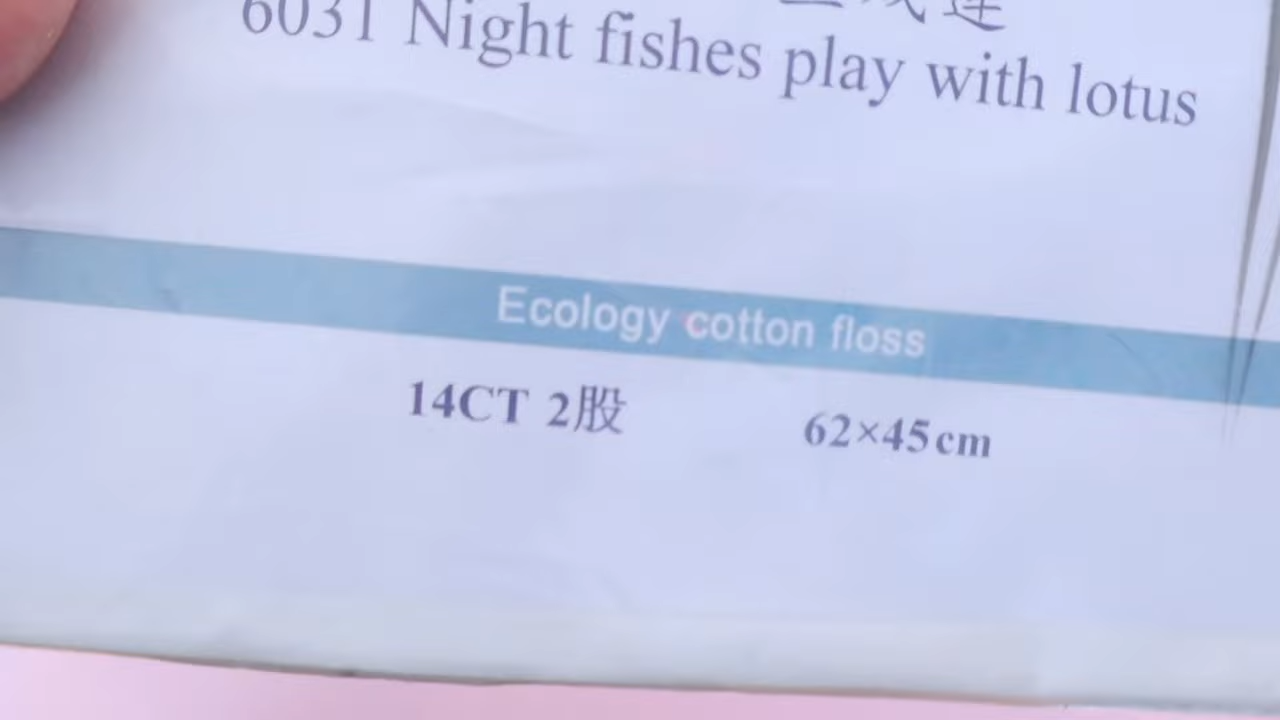 6031 Night fishes play with lotus
Ecology cotton floss
14CT 2股 62×45cm